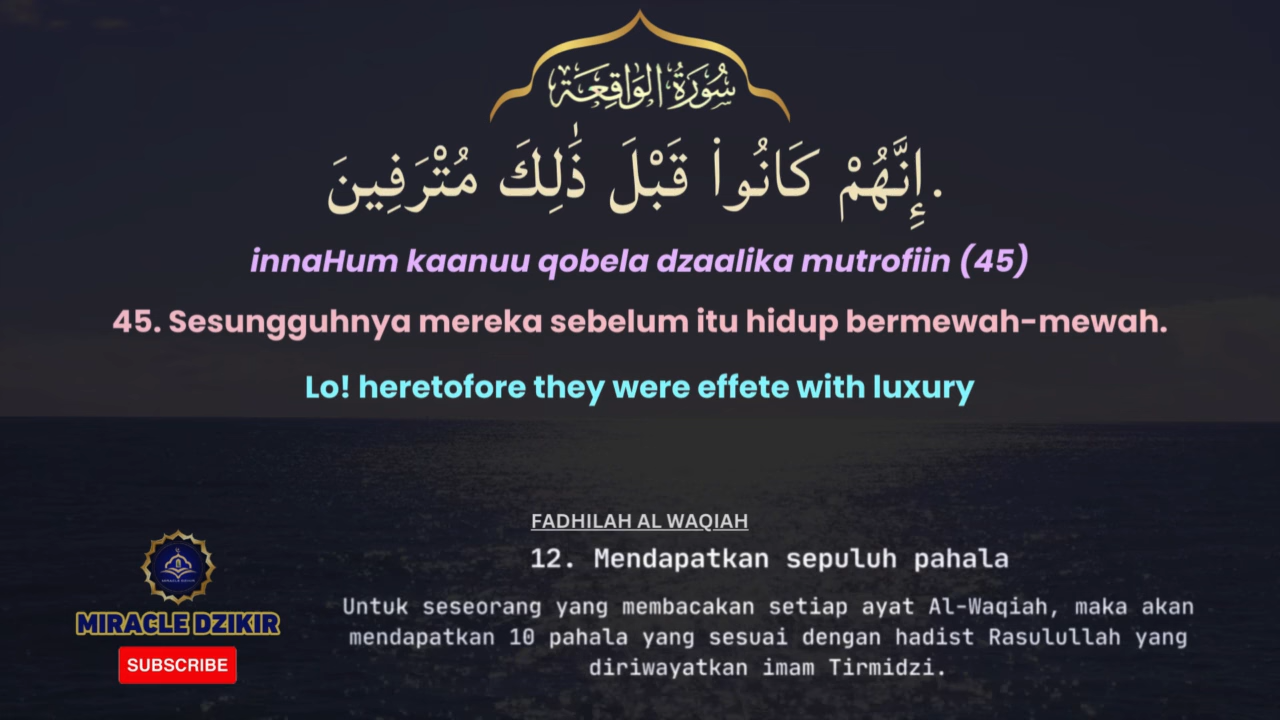 سُورَةُ الوَاقِعَة
إِنَّهُمْ كَانُوا۟ قَبْلَ ذَٰلِكَ مُتْرَفِينَ.
innaHum kaanuu qobela dzaalika mutrofiin (45)
45. Sesungguhnya mereka sebelum itu hidup bermewah-mewah.
Lo! heretofore they were effete with luxury
FADHILAH AL WAQIAH
12. Mendapatkan sepuluh pahala
Untuk seseorang yang membacakan setiap ayat Al-Waqiah, maka akan
mendapatkan 10 pahala yang sesuai dengan hadist Rasulullah yang
diriwayatkan imam Tirmidzi.
MIRACLE DZIKIR
MIRACLE DZIKIR
SUBSCRIBE